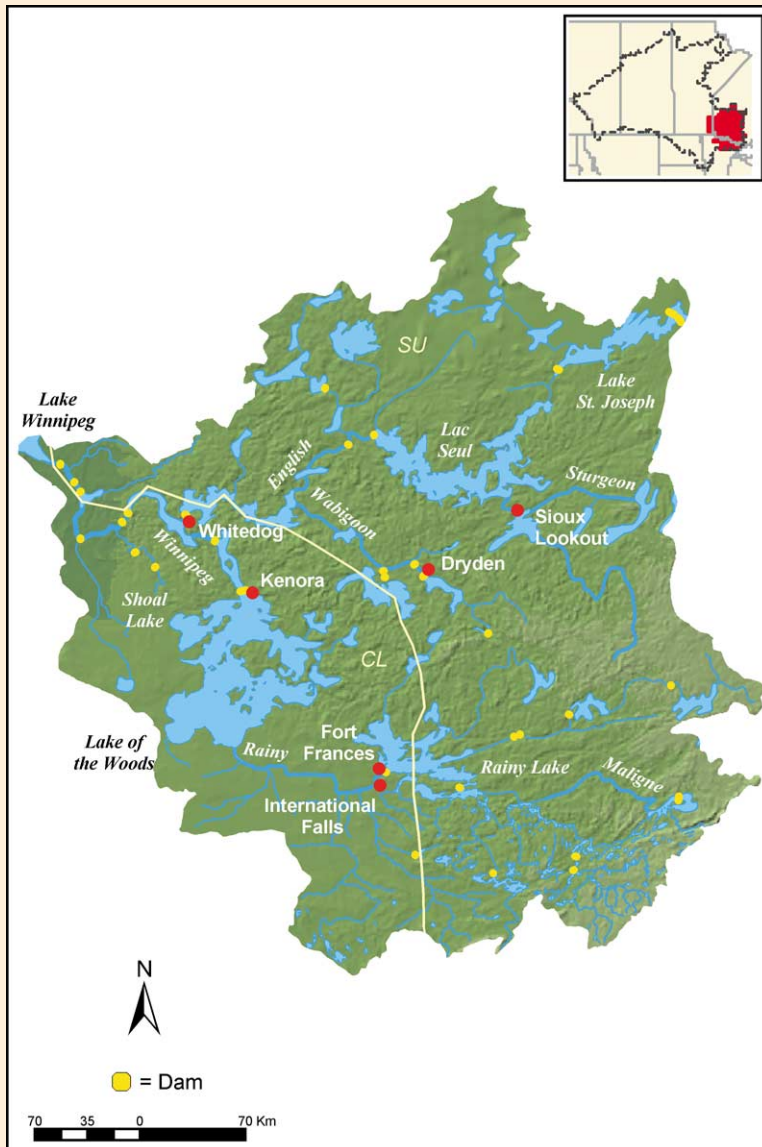 SU
Lake
Winnipeg
Lake
St. Joseph
Lac
Seul
English
Sturgeon
Wabigoon
Sioux
Lookout
Whitedog
Winnipeg
Dryden
Kenora
Shoal
Lake
CL
Lake of
the Woods
Fort
Frances
Rainy
Rainy Lake
Maligne
International
Falls
N
= Dam
70 35 0 70 Km